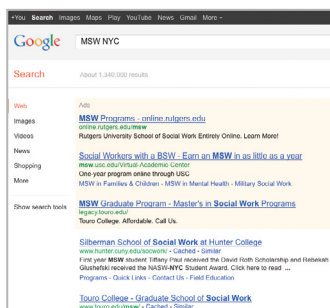 +You Search Images Maps Play YouTube News Gmail More -
Google
MSW NYC
Search
About 1,340,000 results
Web
Images
Videos
News
Shopping
More
Show search tools
Ads
MSW Programs - online.rutgers.edu
online.rutgers.edu/msw
Rutgers University School of Social Work Entirely Online. Learn More!
Social Workers with a BSW - Earn an MSW in as little as a year
msw.usc.edu/Virtual-Academic-Center
One-year program online through USC
MSW in Families & Children - MSW in Mental Health - Military Social Work
MSW Graduate Program - Master's in Social Work Programs
legacy.touro.edu/
Touro College. Affordable. Call Us.
Silberman School of Social Work at Hunter College
www.hunter.cuny.edu/socwork/ - Cached - Similar
First year MSW student Tiffany Paul received the David Roth Scholarship and Rebekah
Glushefski received the NASW-NYC Student Award. Click here to read ...
Programs - Quick Links - Contact Us - Field Education
Touro College - Graduate School of Social Work
www.touro.edu/msw/ - Cached - Similar